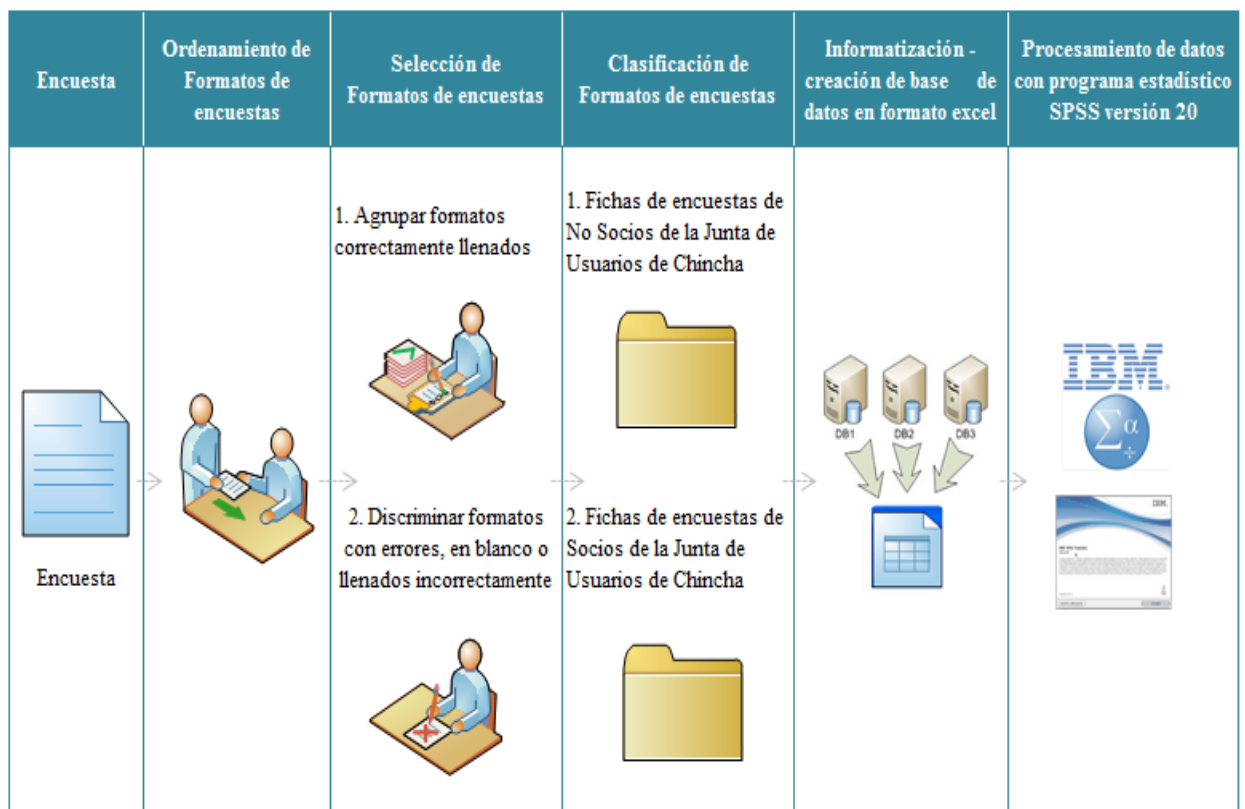 Encuesta
Ordenamiento de
Formatos de
encuestas
Selección de
Formatos de encuestas
Clasificación de
Formatos de encuestas
Informatización -
creación de base de
datos en formato excel
Procesamiento de datos
con programa estadístico
SPSS versión 20
Encuesta
1. Agrupar formatos
correctamente llenados
2. Discriminar formatos
con errores, en blanco o
llenados incorrectamente
1. Fichas de encuestas de
No Socios de la Junta de
Usuarios de Chincha
2. Fichas de encuestas de
Socios de la Junta de
Usuarios de Chincha
DB1 DB2 DB3
IBM
Σα
÷
IBM